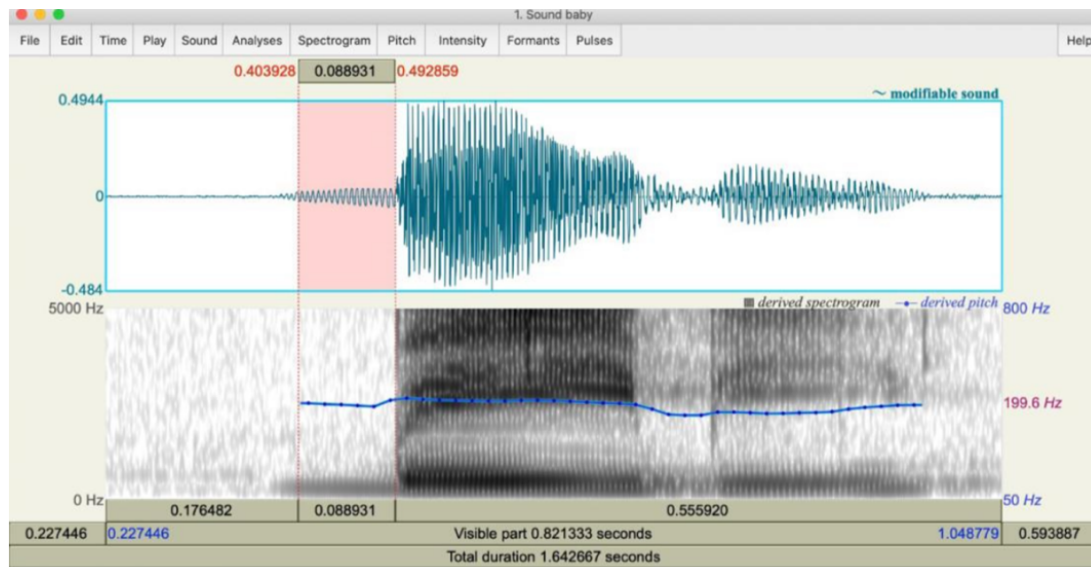 1. Sound baby
File Edit Time Play Sound Analyses Spectrogram Pitch Intensity Formants Pulses Help
0.403928 0.088931 0.492859
0.4944 ~ modifiable sound
0
-0.484
5000 Hz derived spectrogram derived pitch 800 Hz
199.6 Hz
0 Hz 50 Hz
0.176482 0.088931 0.555920
0.227446 0.227446 Visible part 0.821333 seconds 1.048779 0.593887
Total duration 1.642667 seconds